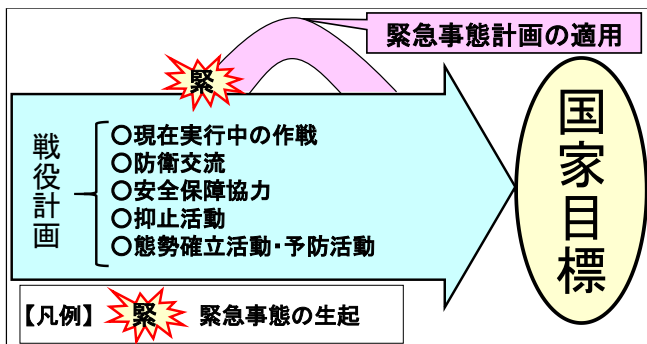 緊急事態計画の適用
緊
戦役計画
○現在実行中の作戦
○防衛交流
○安全保障協力
○抑止活動
○態勢確立活動・予防活動
国家目標
【凡例】 緊 緊急事態の生起